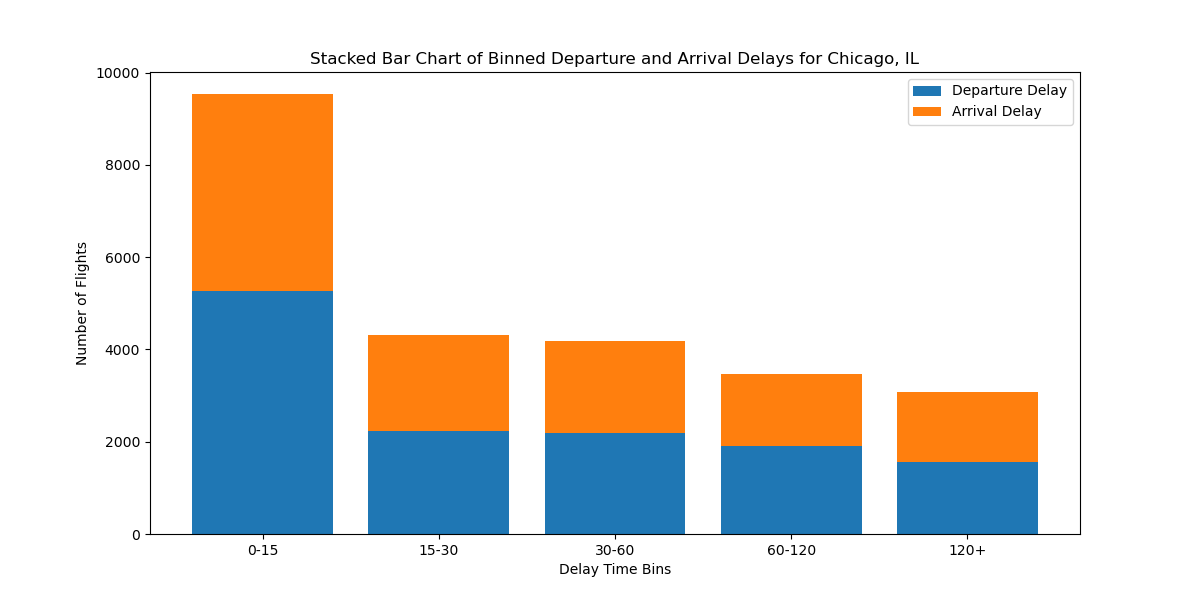 Stacked Bar Chart of Binned Departure and Arrival Delays for Chicago, IL
10000
8000
6000
4000
2000
0
Number of Flights
Departure Delay
Arrival Delay
0-15
15-30
30-60
60-120
120+
Delay Time Bins